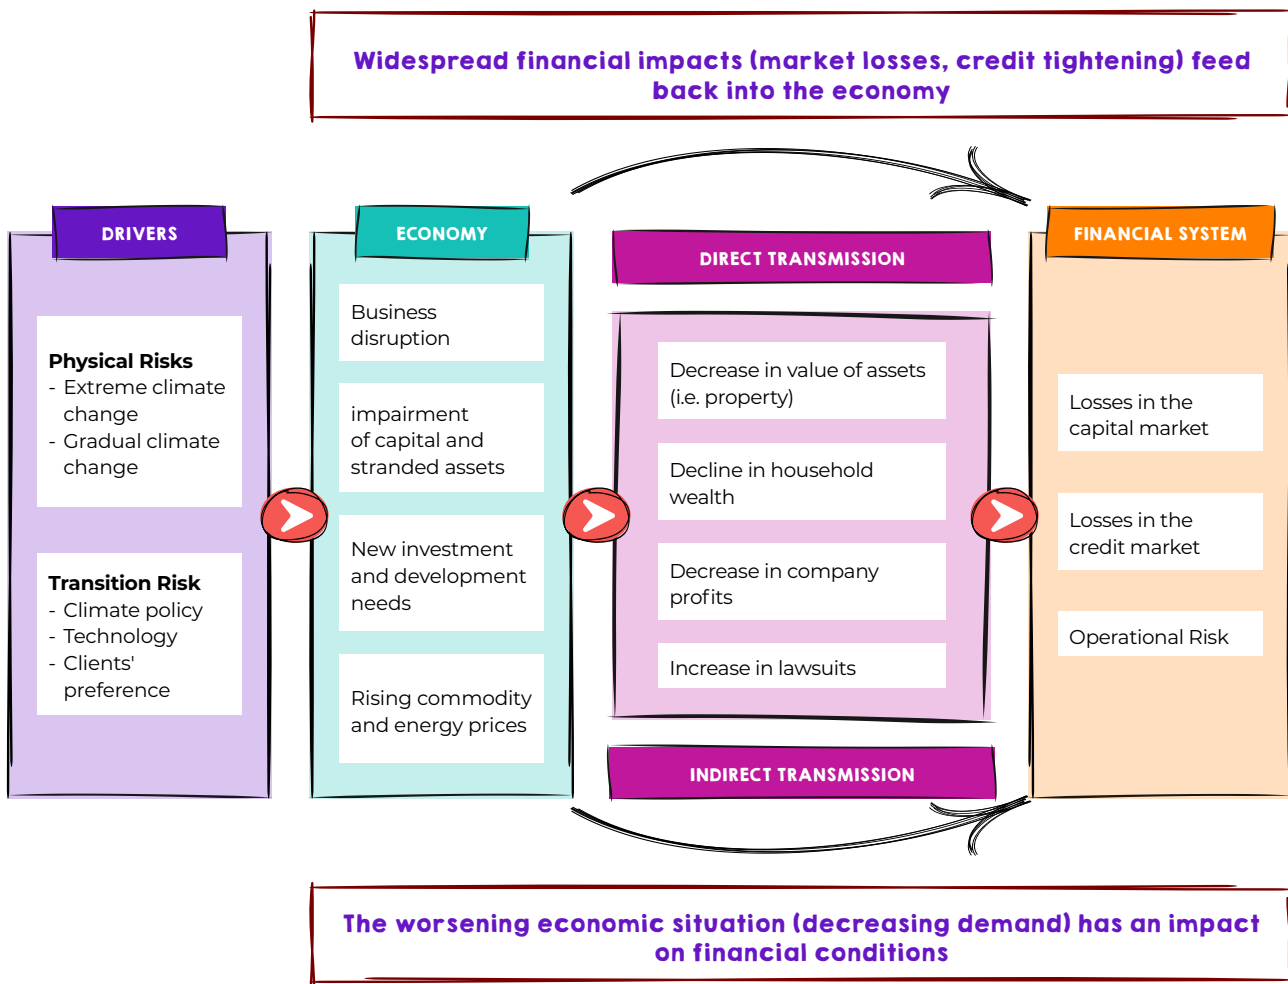 Widespread financial impacts (market losses, credit tightening) feed
back into the economy
DRIVERS
Physical Risks
- Extreme climate
change
- Gradual climate
change
Transition Risk
- Climate policy
- Technology
- Clients'
preference
ECONOMY
Business
disruption
impairment
of capital and
stranded assets
New investment
and development
needs
Rising commodity
and energy prices
DIRECT TRANSMISSION
Decrease in value of assets
(i.e. property)
Decline in household
wealth
Decrease in company
profits
Increase in lawsuits
INDIRECT TRANSMISSION
FINANCIAL SYSTEM
Losses in the
capital market
Losses in the
credit market
Operational Risk
The worsening economic situation (decreasing demand) has an impact
on financial conditions